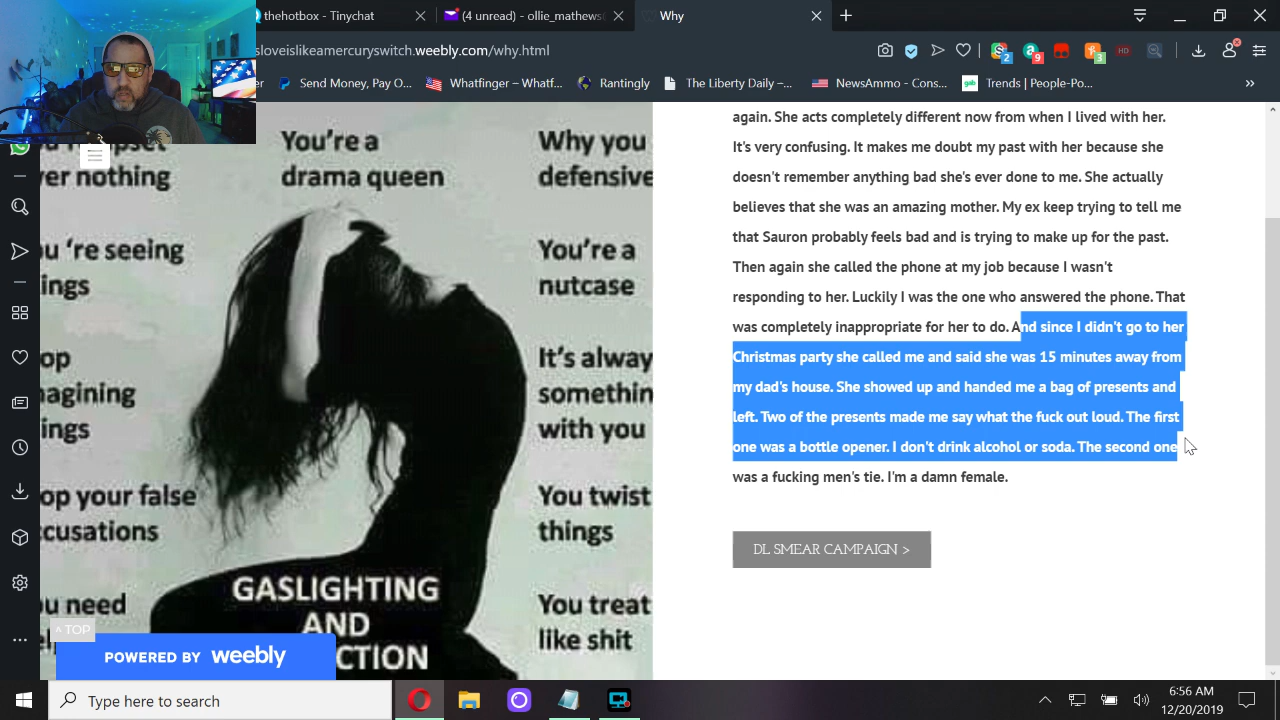 thehotbox - Tinychat
(4 unread) - ollie_mathews
Why
sloveislikeamercuryswitch.weebly.com/why.html
2
9
3
HD
er
Send Money, Pay On
Whatfinger – Whatf...
Rantingly
The Liberty Daily –...
NewsAmmo - Cons...
gab
Trends | People-Po...
»
You're a
drama queen
Why you
defensive
ver nothing
u 're seeing
ings
You're a
nutcase
op
agining
ings
It's alway
somethin
with you
op your false
cusations
You twist
things
u need
You treat
like shit
GASLIGHTING
AND
CTION
^ TOP
POWERED BY weebly
again. She acts completely different now from when I lived with her.
It's very confusing. It makes me doubt my past with her because she
doesn't remember anything bad she's ever done to me. She actually
believes that she was an amazing mother. My ex keep trying to tell me
that Sauron probably feels bad and is trying to make up for the past.
Then again she called the phone at my job because I wasn't
responding to her. Luckily I was the one who answered the phone. That
was completely inappropriate for her to do. And since I didn't go to her
Christmas party she called me and said she was 15 minutes away from
my dad's house. She showed up and handed me a bag of presents and
left. Two of the presents made me say what the fuck out loud. The first
one was a bottle opener. I don't drink alcohol or soda. The second one
was a fucking men's tie. I'm a damn female.
DL SMEAR CAMPAIGN >
Type here to search
6:56 AM
12/20/2019